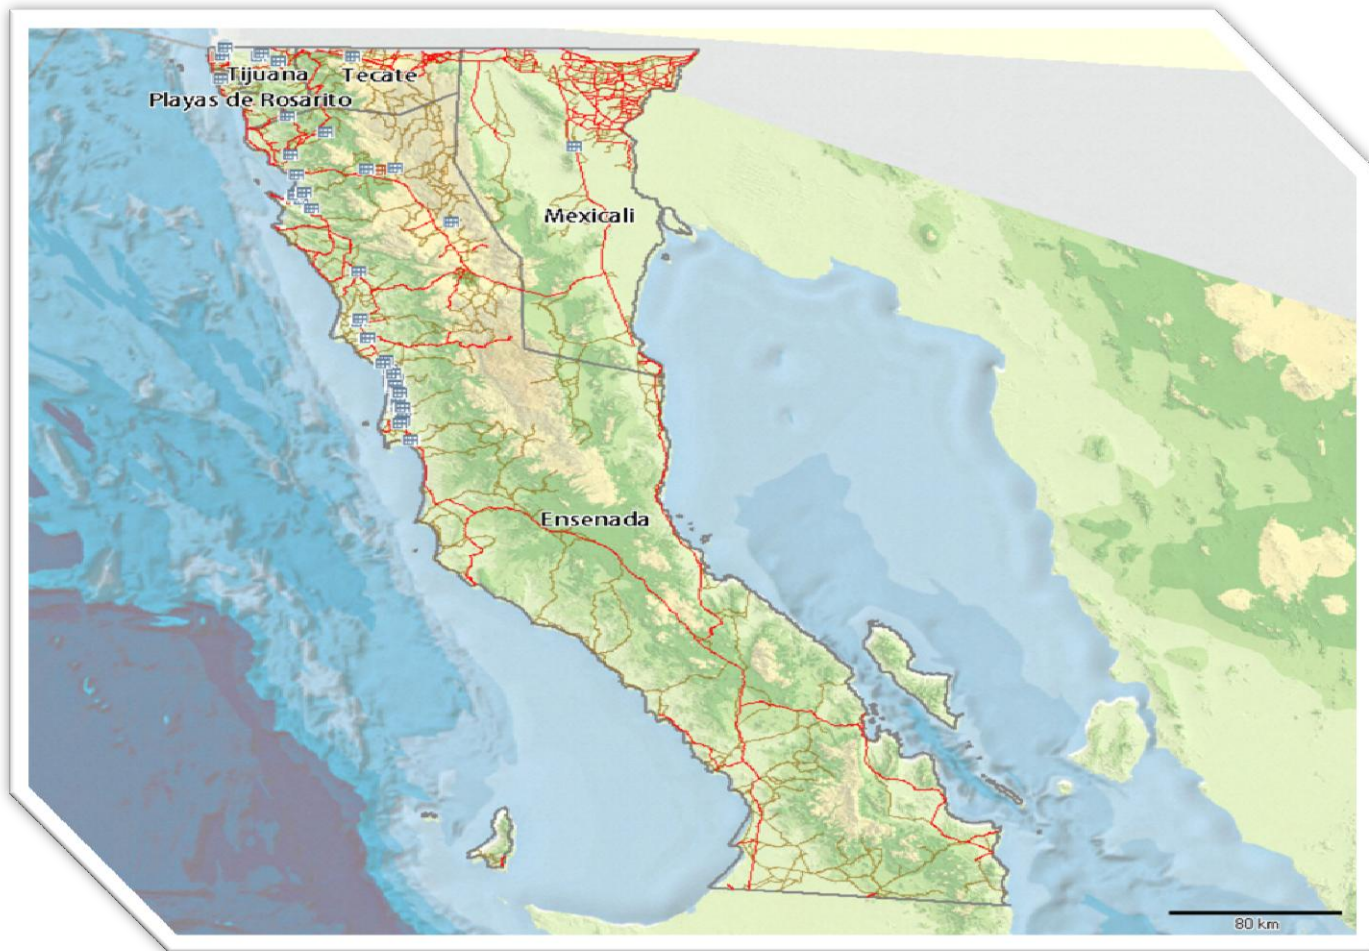 Tijuana
Tecate
Playas de Rosarito
Mexicali
Ensenada
80 km